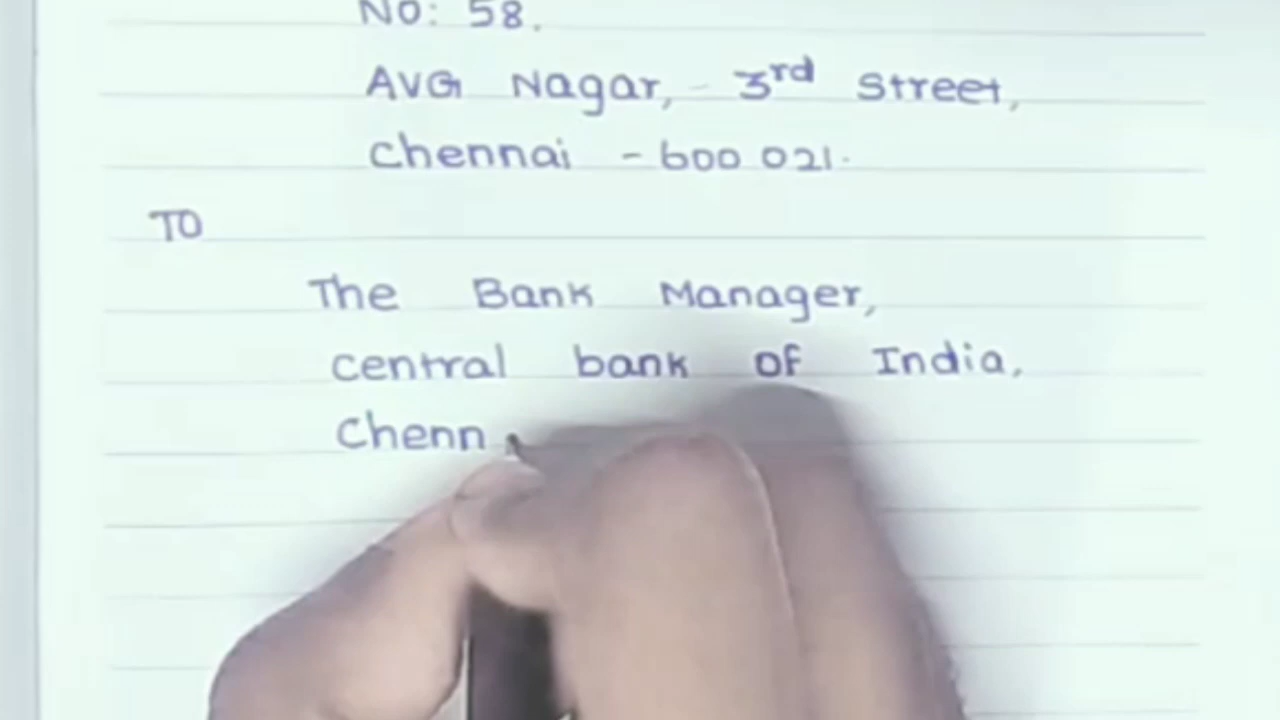 No: 58.
AVG Nagar, 3rd Street,
Chennai - 600 021.
TO
The Bank Manager,
central bank of India,
Chenn